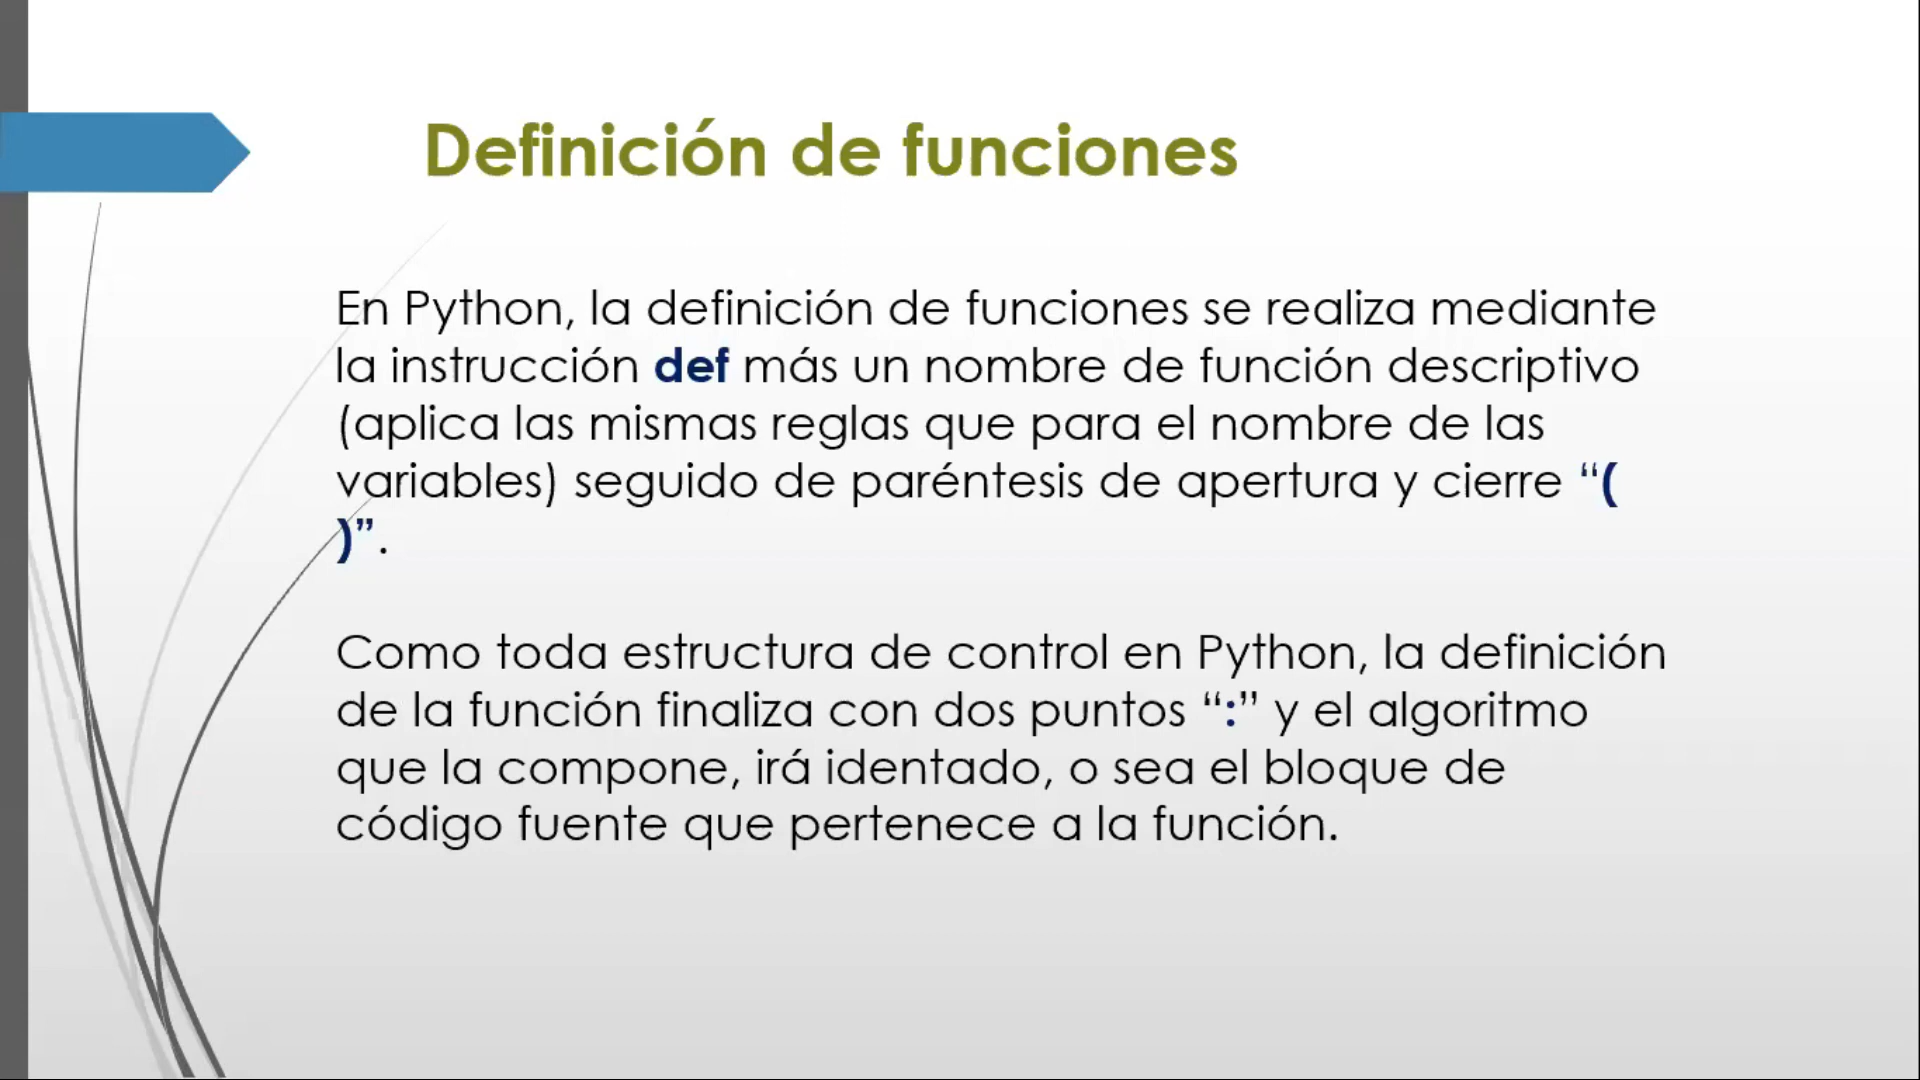 Definición de funciones
En Python, la definición de funciones se realiza mediante
la instrucción def más un nombre de función descriptivo
(aplica las mismas reglas que para el nombre de las
variables) seguido de paréntesis de apertura y cierre “(
)”.
Como toda estructura de control en Python, la definición
de la función finaliza con dos puntos “:” y el algoritmo
que la compone, irá identado, o sea el bloque de
código fuente que pertenece a la función.